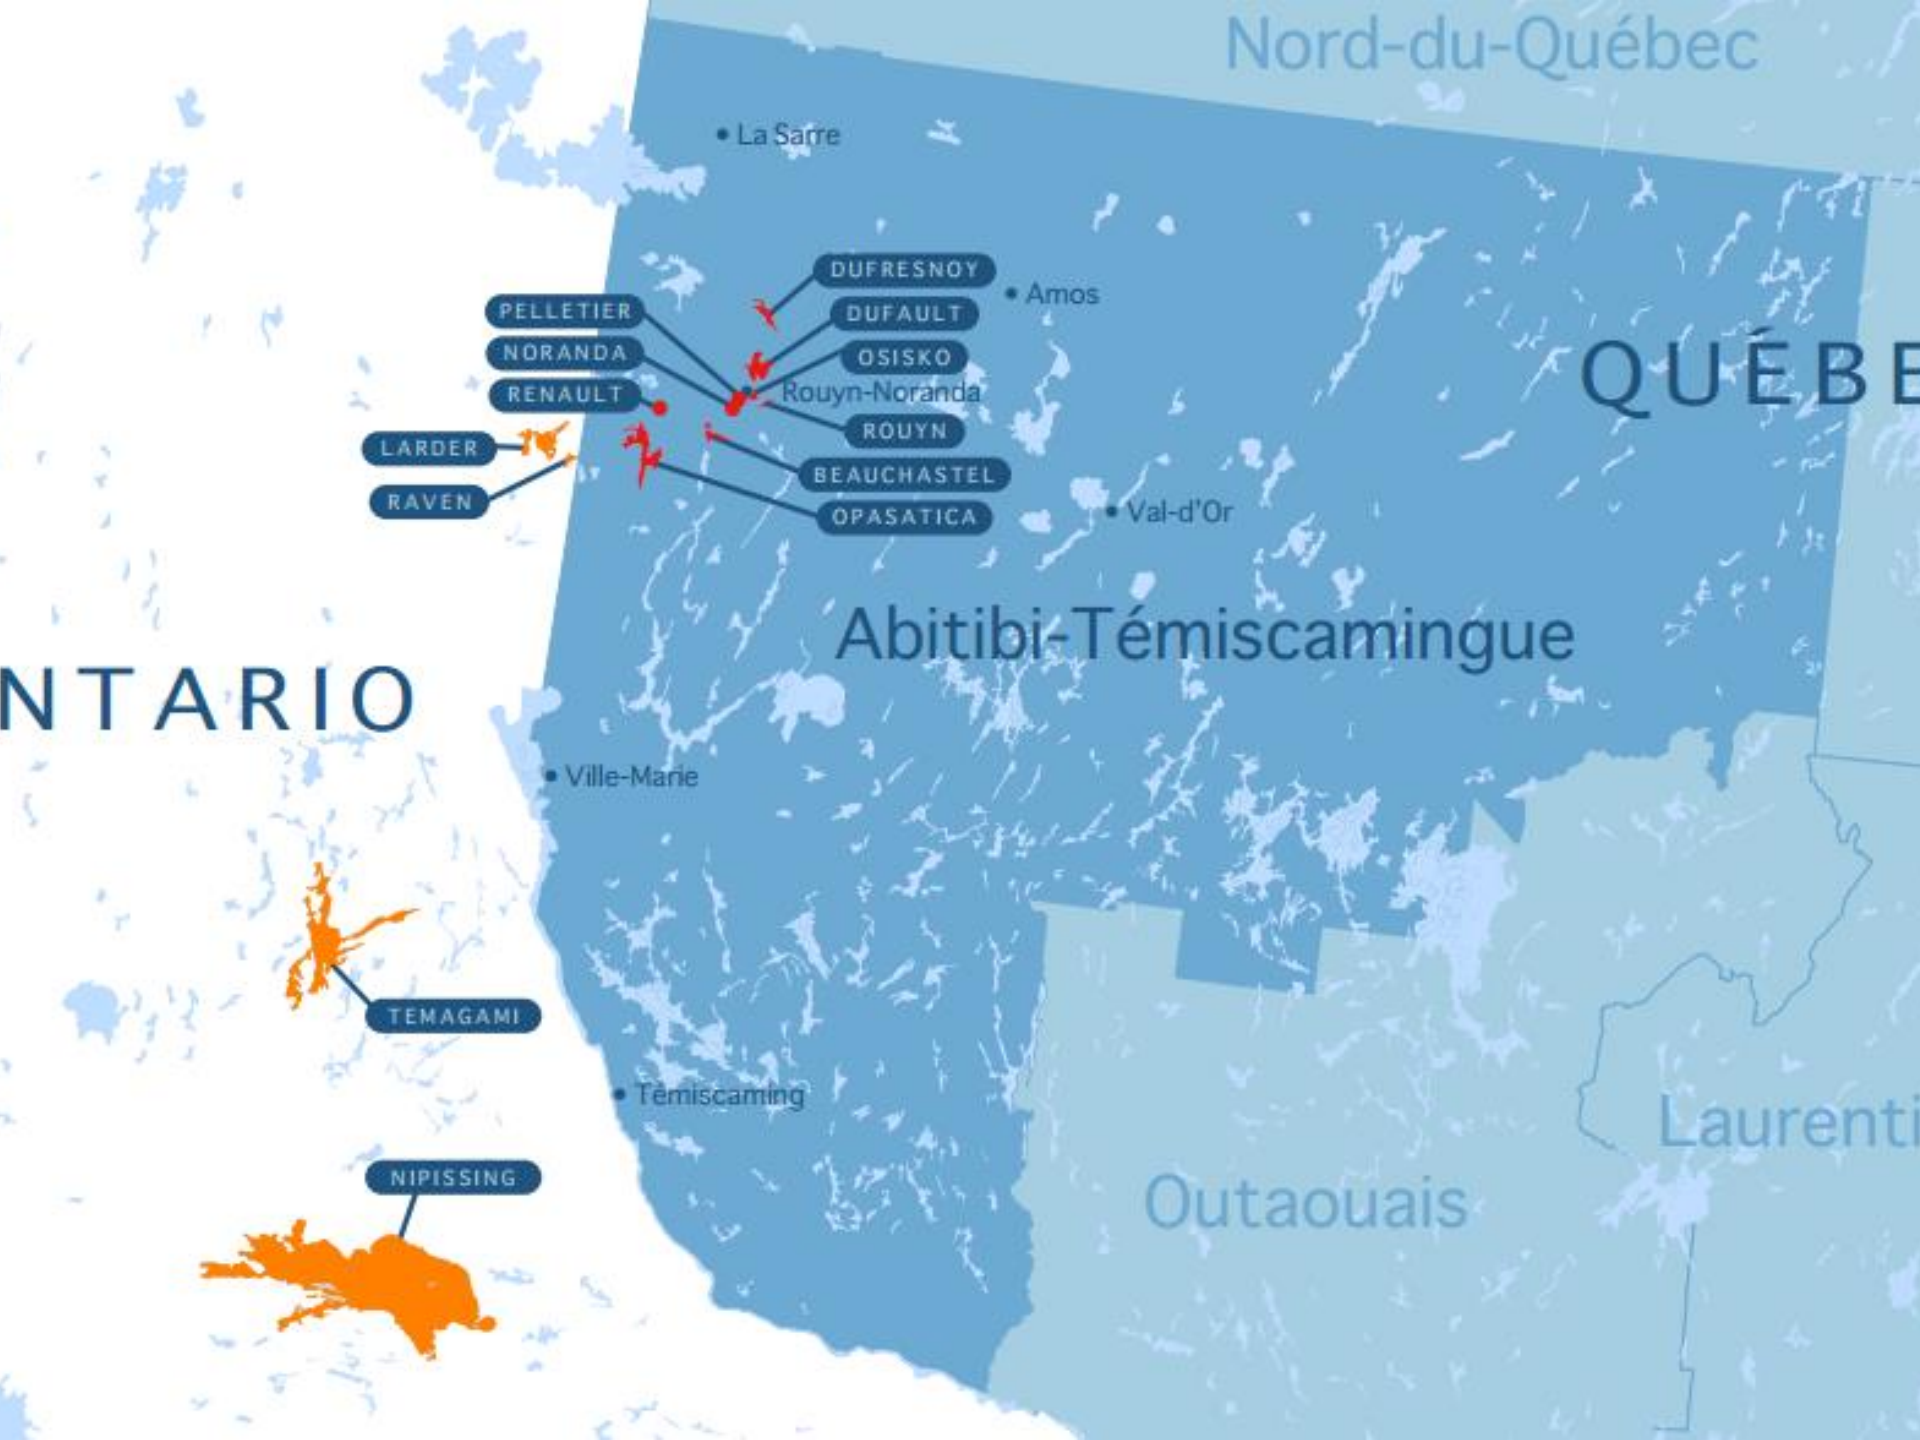 Nord-du-Québec
La Sarre
DUFRESNOY
Amos
PELLETIER
DUFAULT
NORANDA
OSISKO
QUÉBE
RENAULT
Rouyn-Noranda
ROUYN
LARDER
BEAUCHASTEL
RAVEN
OPASATICA
Val-d'Or
Abitibi-Témiscamingue
NTARIO
Ville-Marie
TEMAGAMI
Témiscaming
Laurenti
NIPISSING
Outaouais